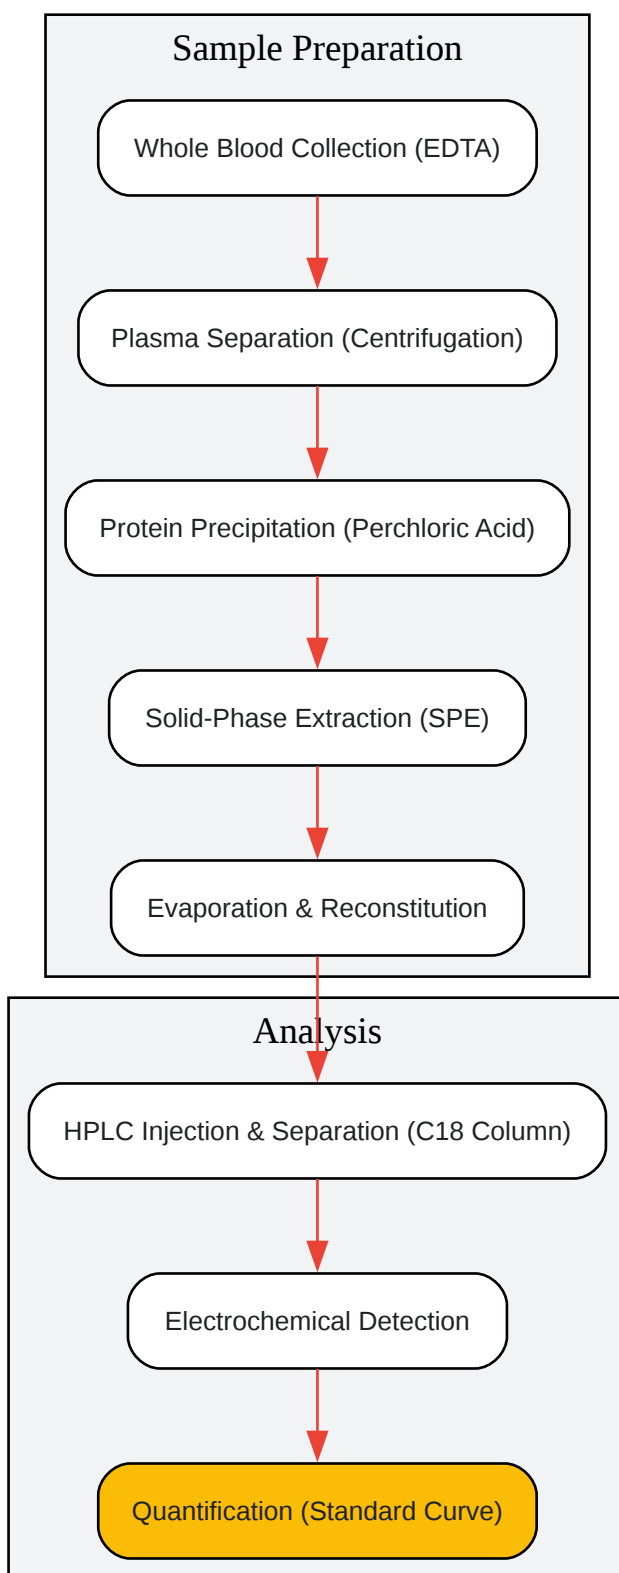 Sample Preparation
Whole Blood Collection (EDTA)
Plasma Separation (Centrifugation)
Protein Precipitation (Perchloric Acid)
Solid-Phase Extraction (SPE)
Evaporation & Reconstitution
Analysis
HPLC Injection & Separation (C18 Column)
Electrochemical Detection
Quantification (Standard Curve)